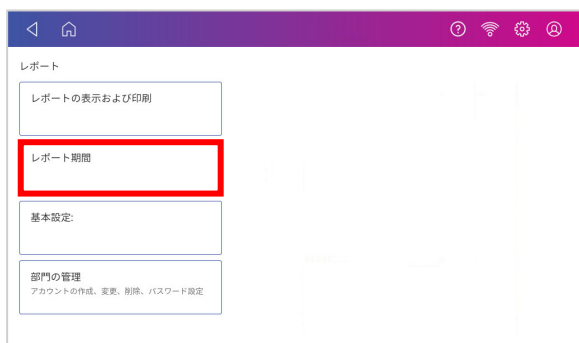 レポート
レポートの表示および印刷
レポート期間
基本設定:
部門の管理
アカウントの作成、変更、削除、パスワード設定